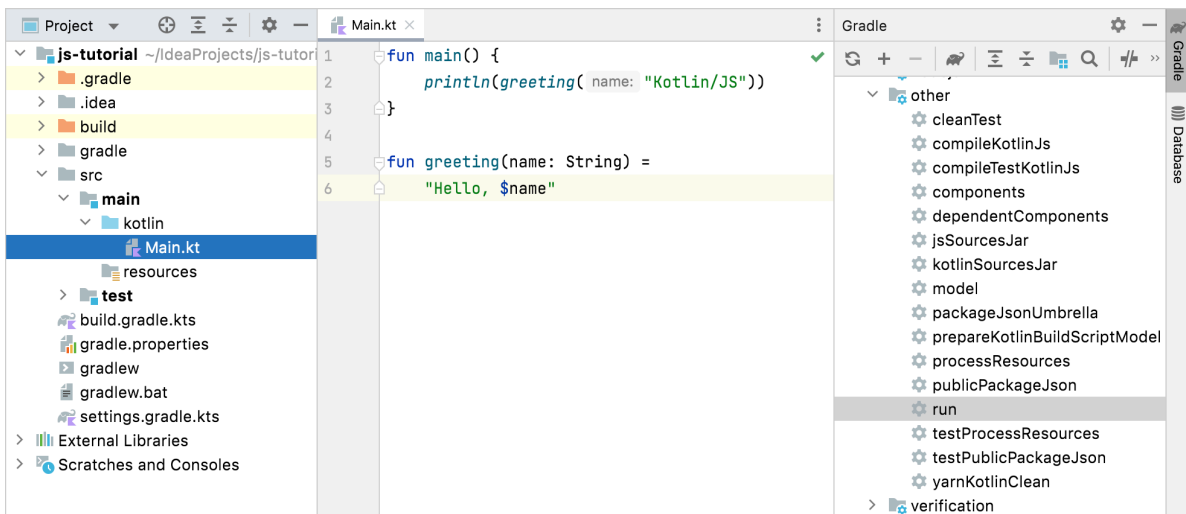 Project
js-tutorial ~/IdeaProjects/js-tutori
.gradle
.idea
build
gradle
src
main
kotlin
Main.kt
resources
test
build.gradle.kts
gradle.properties
gradlew
gradlew.bat
settings.gradle.kts
External Libraries
Scratches and Consoles
Main.kt
1 fun main() {
2 println(greeting( name: "Kotlin/JS"))
3 }
4
5 fun greeting(name: String) =
6 "Hello, $name"
Gradle
other
cleanTest
compileKotlinJs
compileTestKotlinJs
components
dependentComponents
jsSourcesJar
kotlinSourcesJar
model
packageJsonUmbrella
prepareKotlinBuildScriptModel
processResources
publicPackageJson
run
testProcessResources
testPublicPackageJson
yarnKotlinClean
verification
Gradle
Database